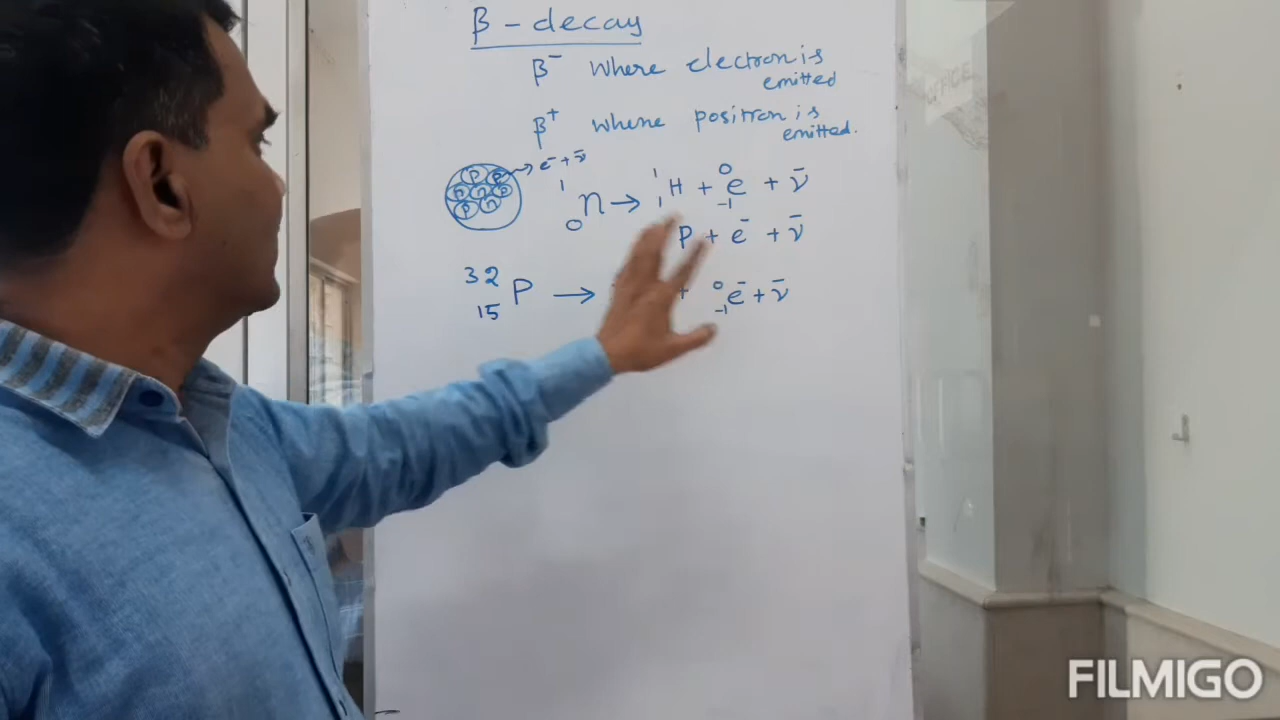 β - decay
β⁻ where electron is
emitted
β⁺ where positron is
emitted.
e⁻ + ν̄
p p n n p p n
¹₀n → ¹₁H + ⁰₋₁e + ν̄
p + e⁻ + ν̄
³²₁₅P → + ⁰₋₁e⁻ + ν̄
FILMIGO